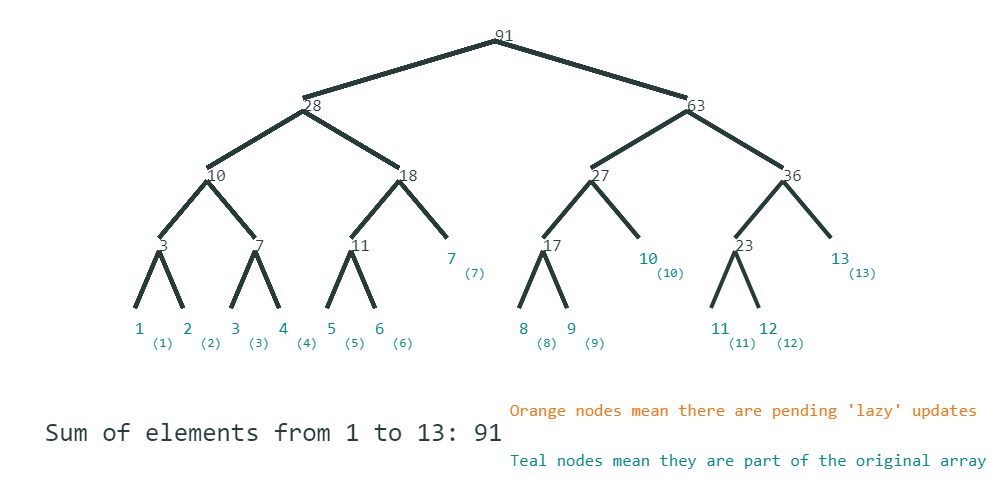 91
28 63
10 18 27 36
3 7 11 17 23
7 (7) 10 (10) 13 (13)
1 (1) 2 (2) 3 (3) 4 (4) 5 (5) 6 (6) 8 (8) 9 (9) 11 (11) 12 (12)
Orange nodes mean there are pending 'lazy' updates
Sum of elements from 1 to 13: 91
Teal nodes mean they are part of the original array